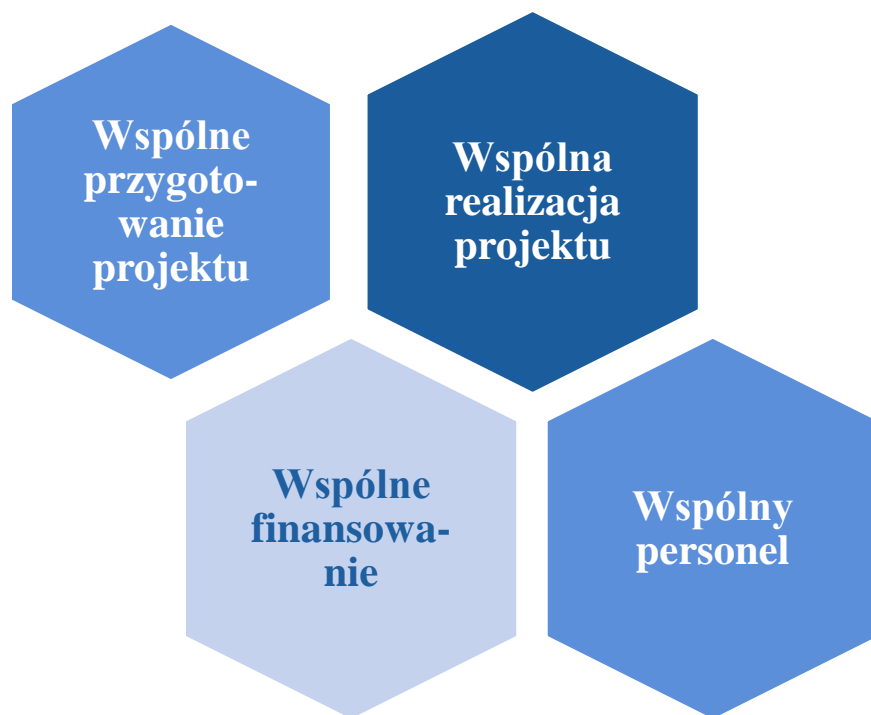 Wspólne
przygoto-
wanie
projektu
Wspólna
realizacja
projektu
Wspólne
finansowa-
nie
Wspólny
personel